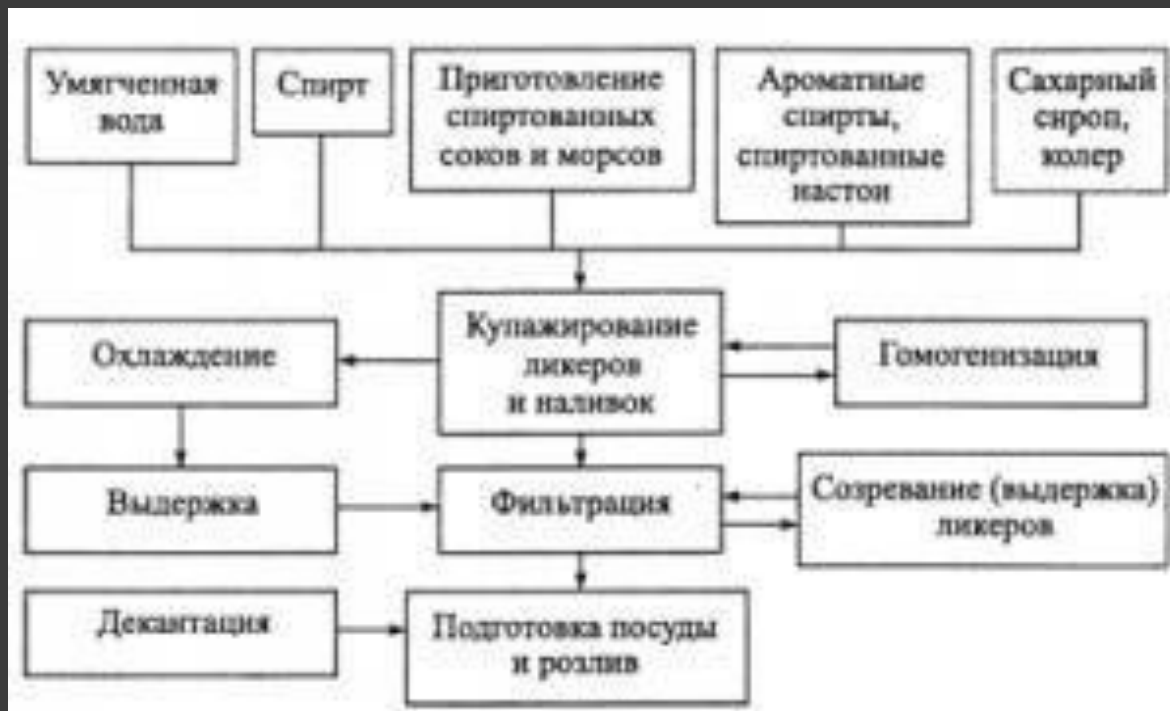 Умягченная
вода
Спирт
Приготовление
спиртованных
соков и морсов
Ароматные
спирты,
спиртованные
настои
Сахарный
сироп,
колер
Охлаждение
Купажирование
ликеров
и наливок
Гомогенизация
Выдержка
Фильтрация
Созревание (выдержка)
ликеров
Декантация
Подготовка посуды
и розлив